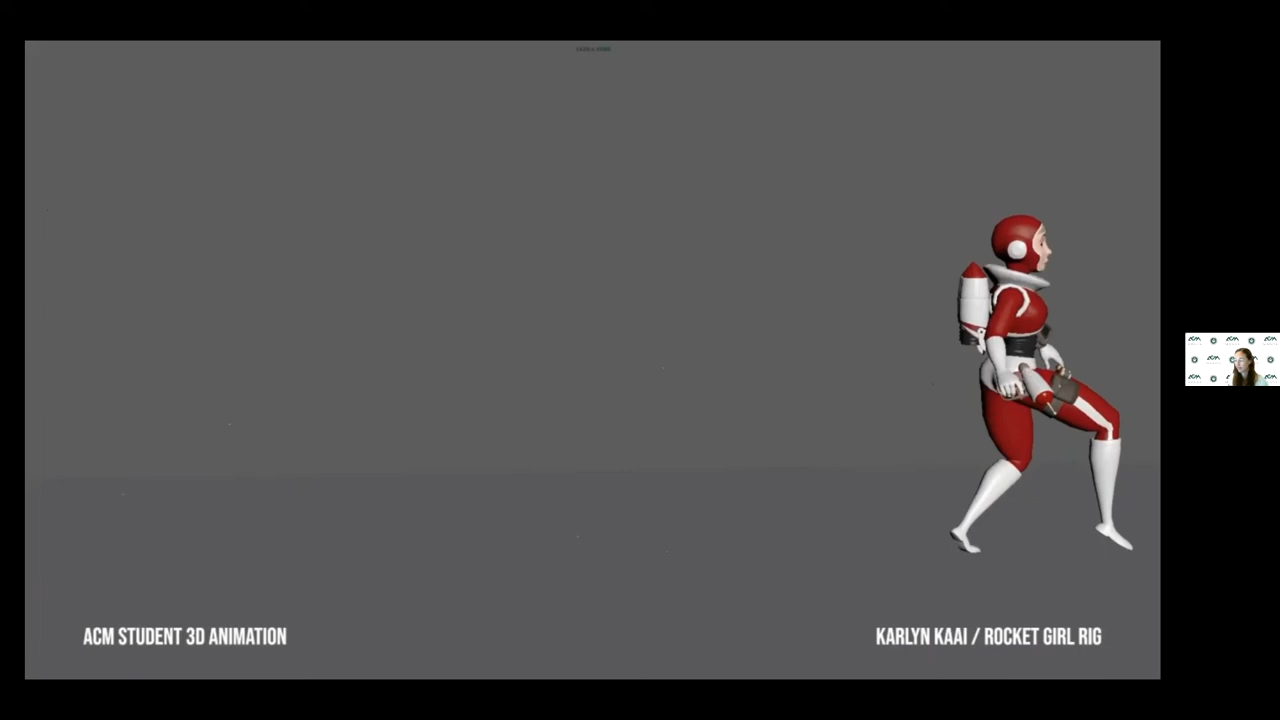 ACM STUDENT 3D ANIMATION
KARLYN KAAI / ROCKET GIRL RIG